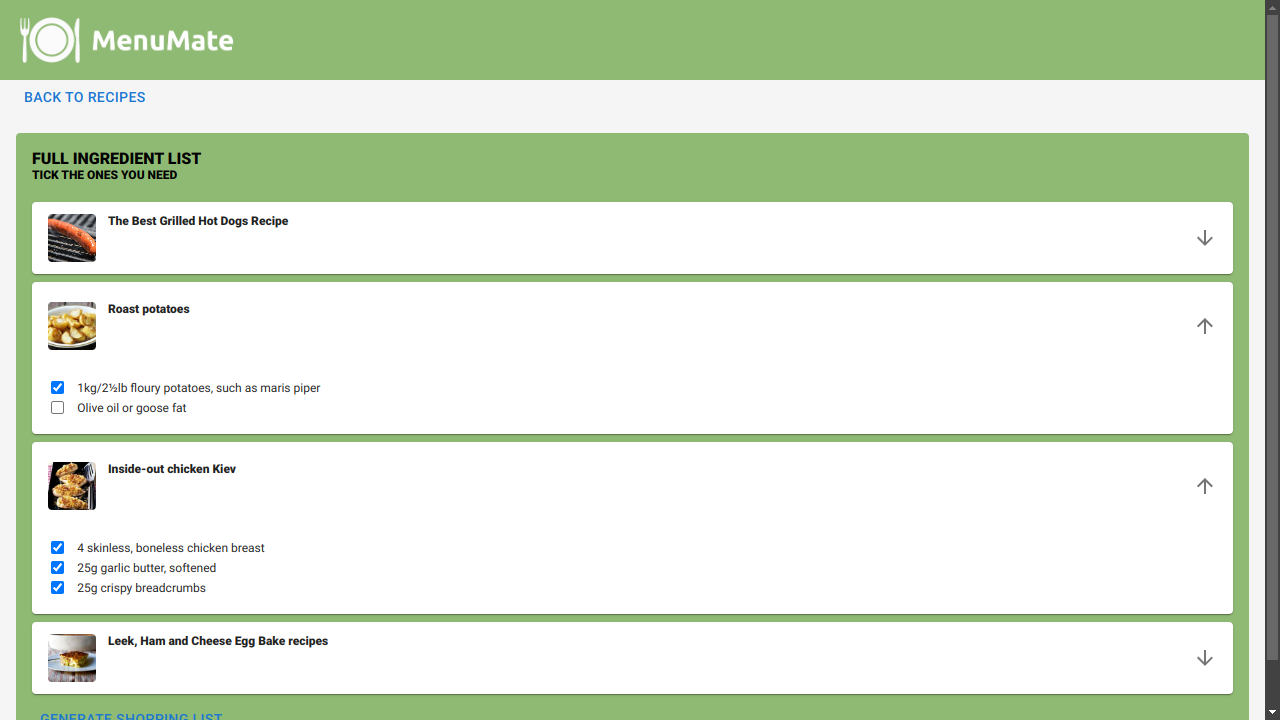 MenuMate
BACK TO RECIPES
FULL INGREDIENT LIST
TICK THE ONES YOU NEED
The Best Grilled Hot Dogs Recipe
Roast potatoes
1kg/2½lb floury potatoes, such as maris piper
Olive oil or goose fat
Inside-out chicken Kiev
4 skinless, boneless chicken breast
25g garlic butter, softened
25g crispy breadcrumbs
Leek, Ham and Cheese Egg Bake recipes
GENERATE SHOPPING LIST